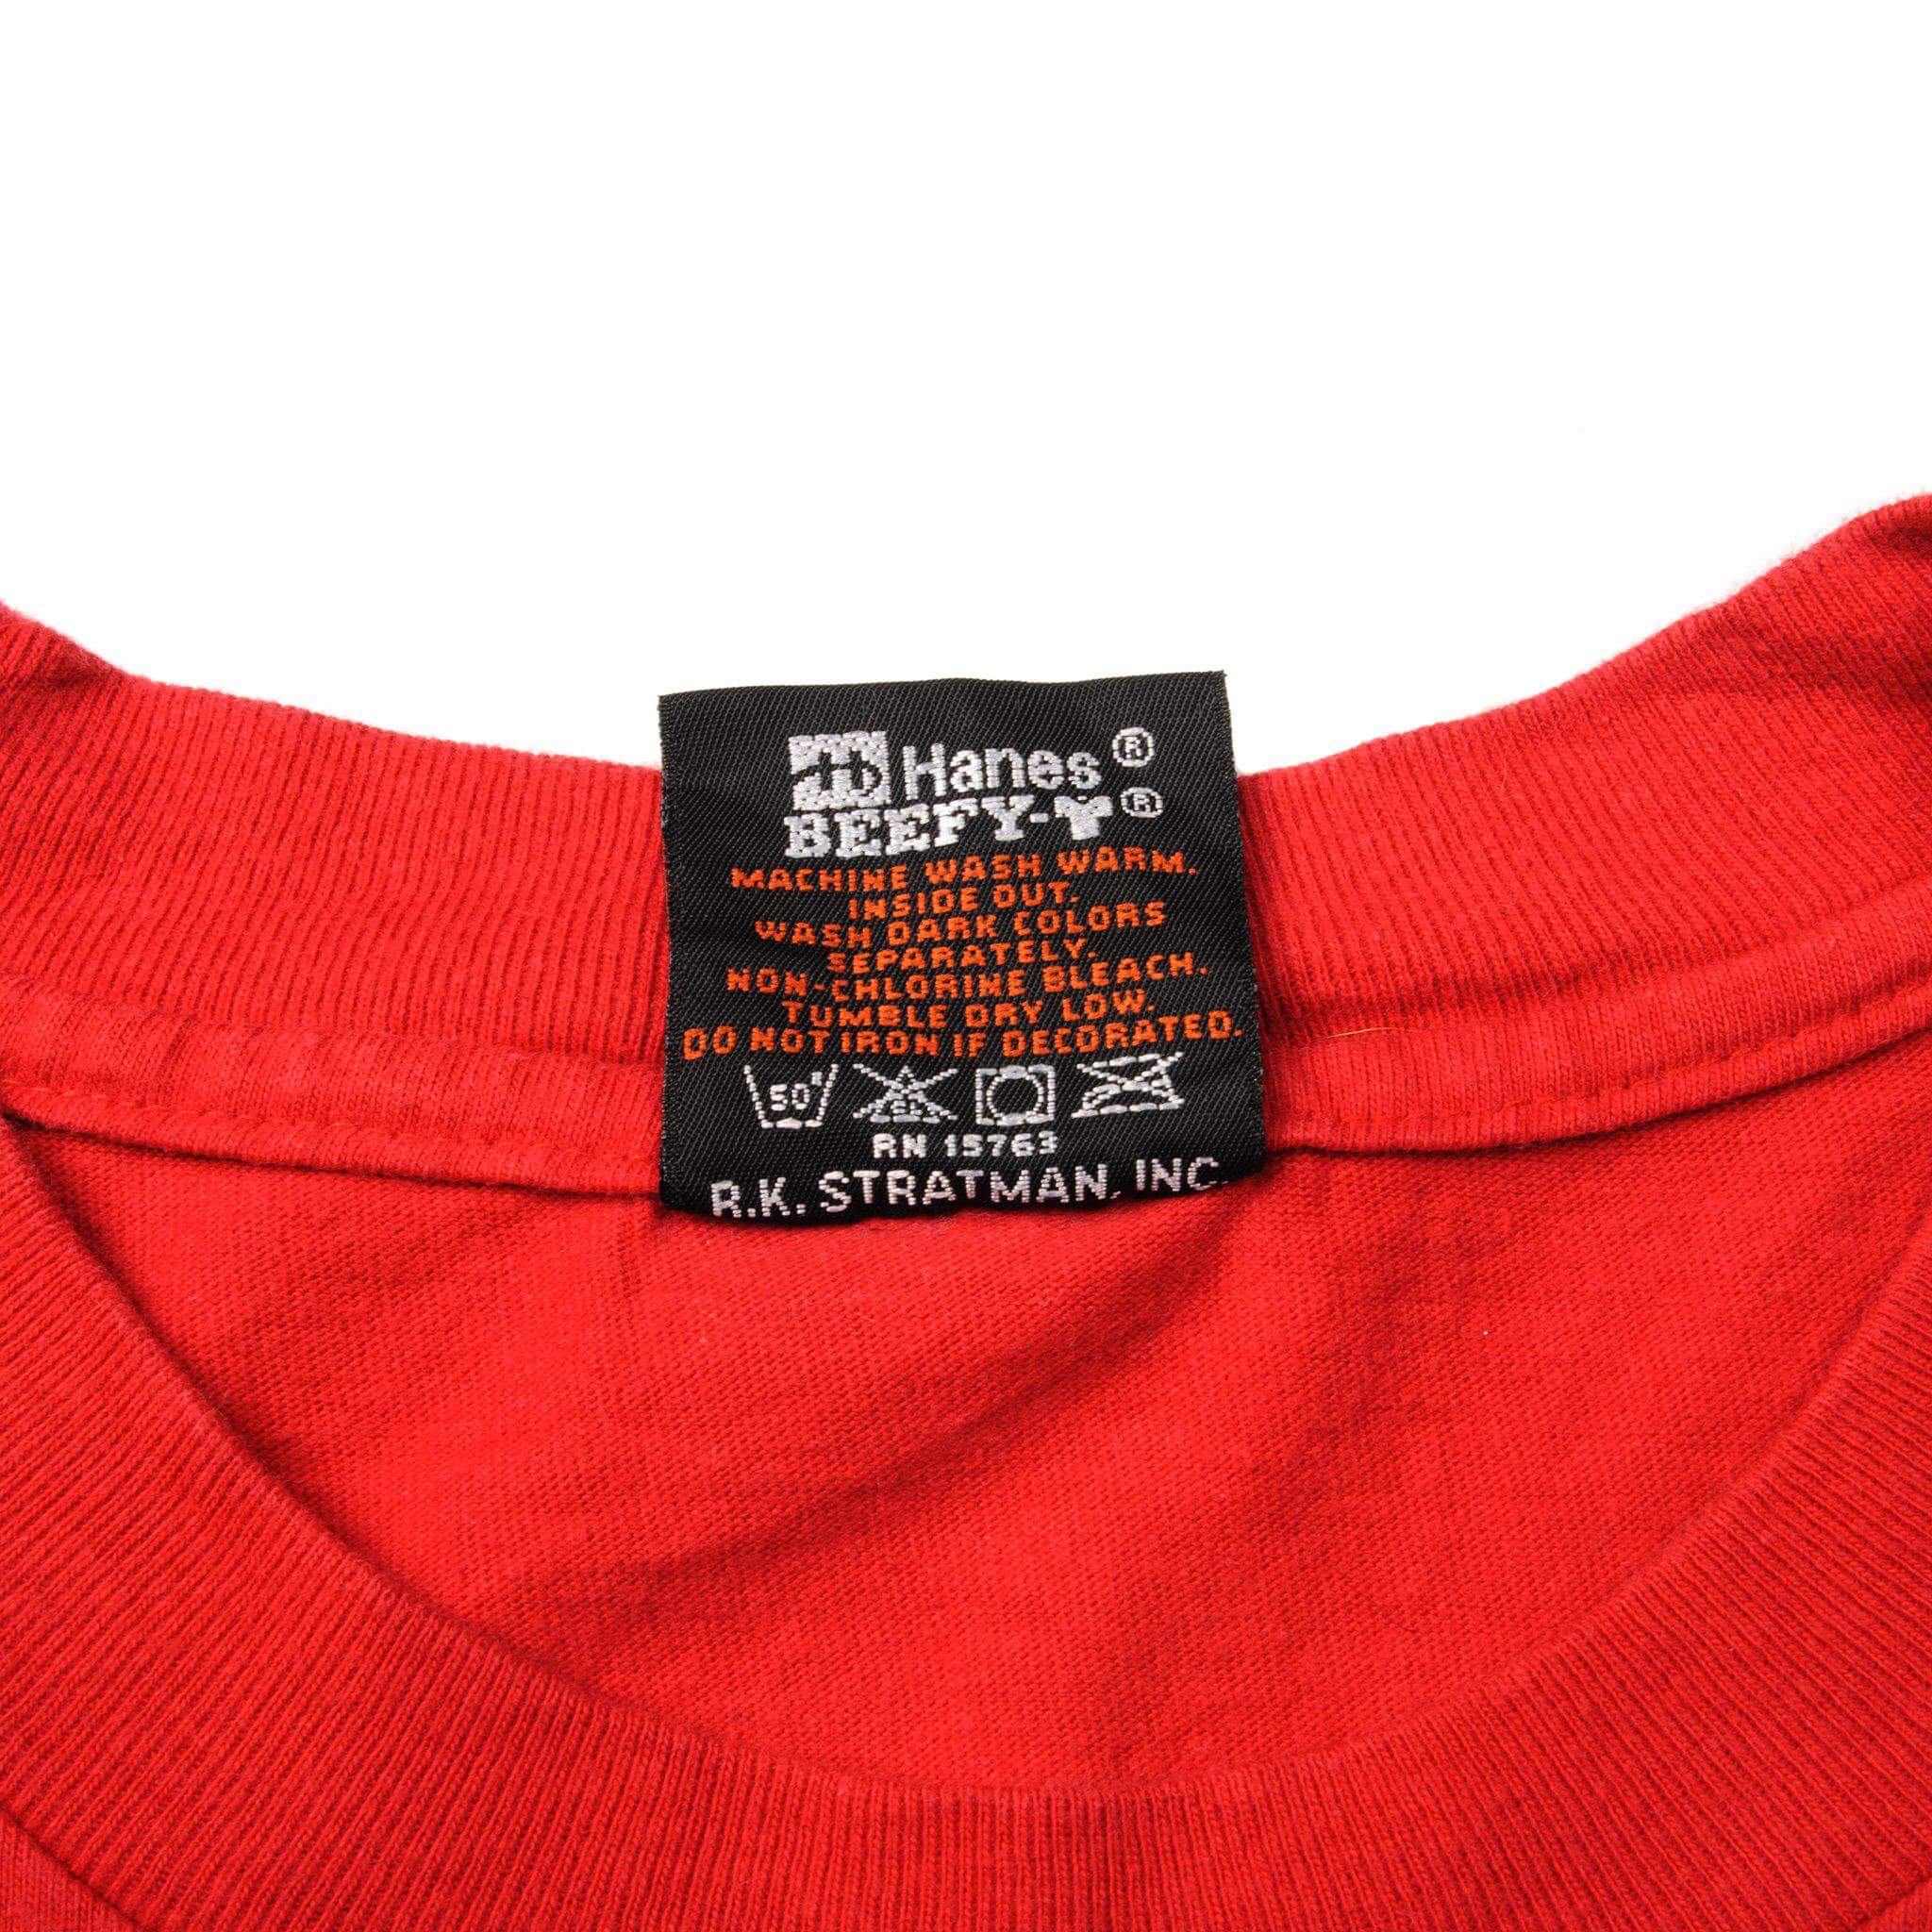 Hanes®
BEEFY-T®
MACHINE WASH WARM.
INSIDE OUT.
WASH DARK COLORS
SEPARATELY.
NON-CHLORINE BLEACH.
TUMBLE DRY LOW.
DO NOT IRON IF DECORATED.
50°
RN 15763
R.K. STRATMAN, INC.